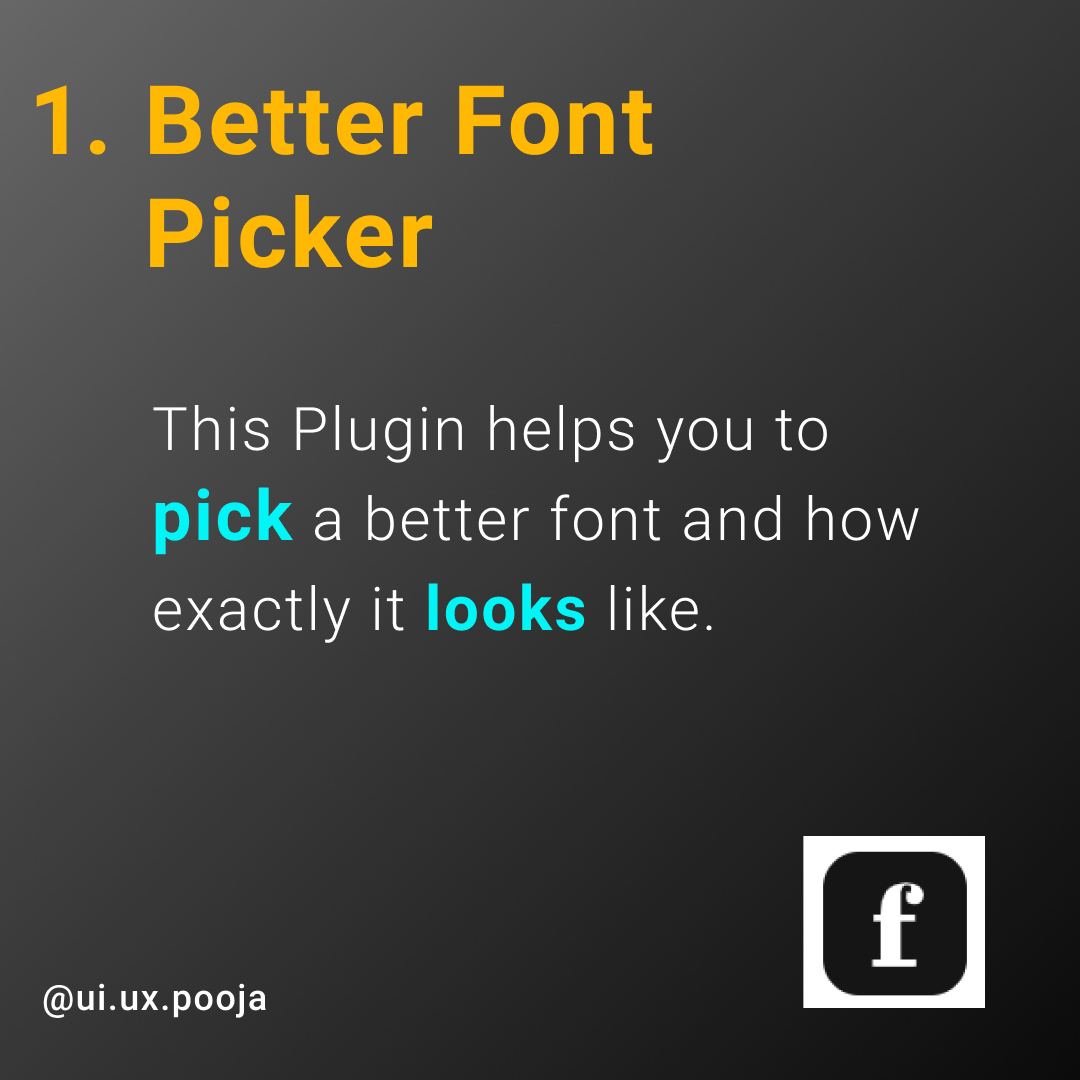 1. Better Font
Picker
This Plugin helps you to
pick a better font and how
exactly it looks like.
f
@ui.ux.pooja